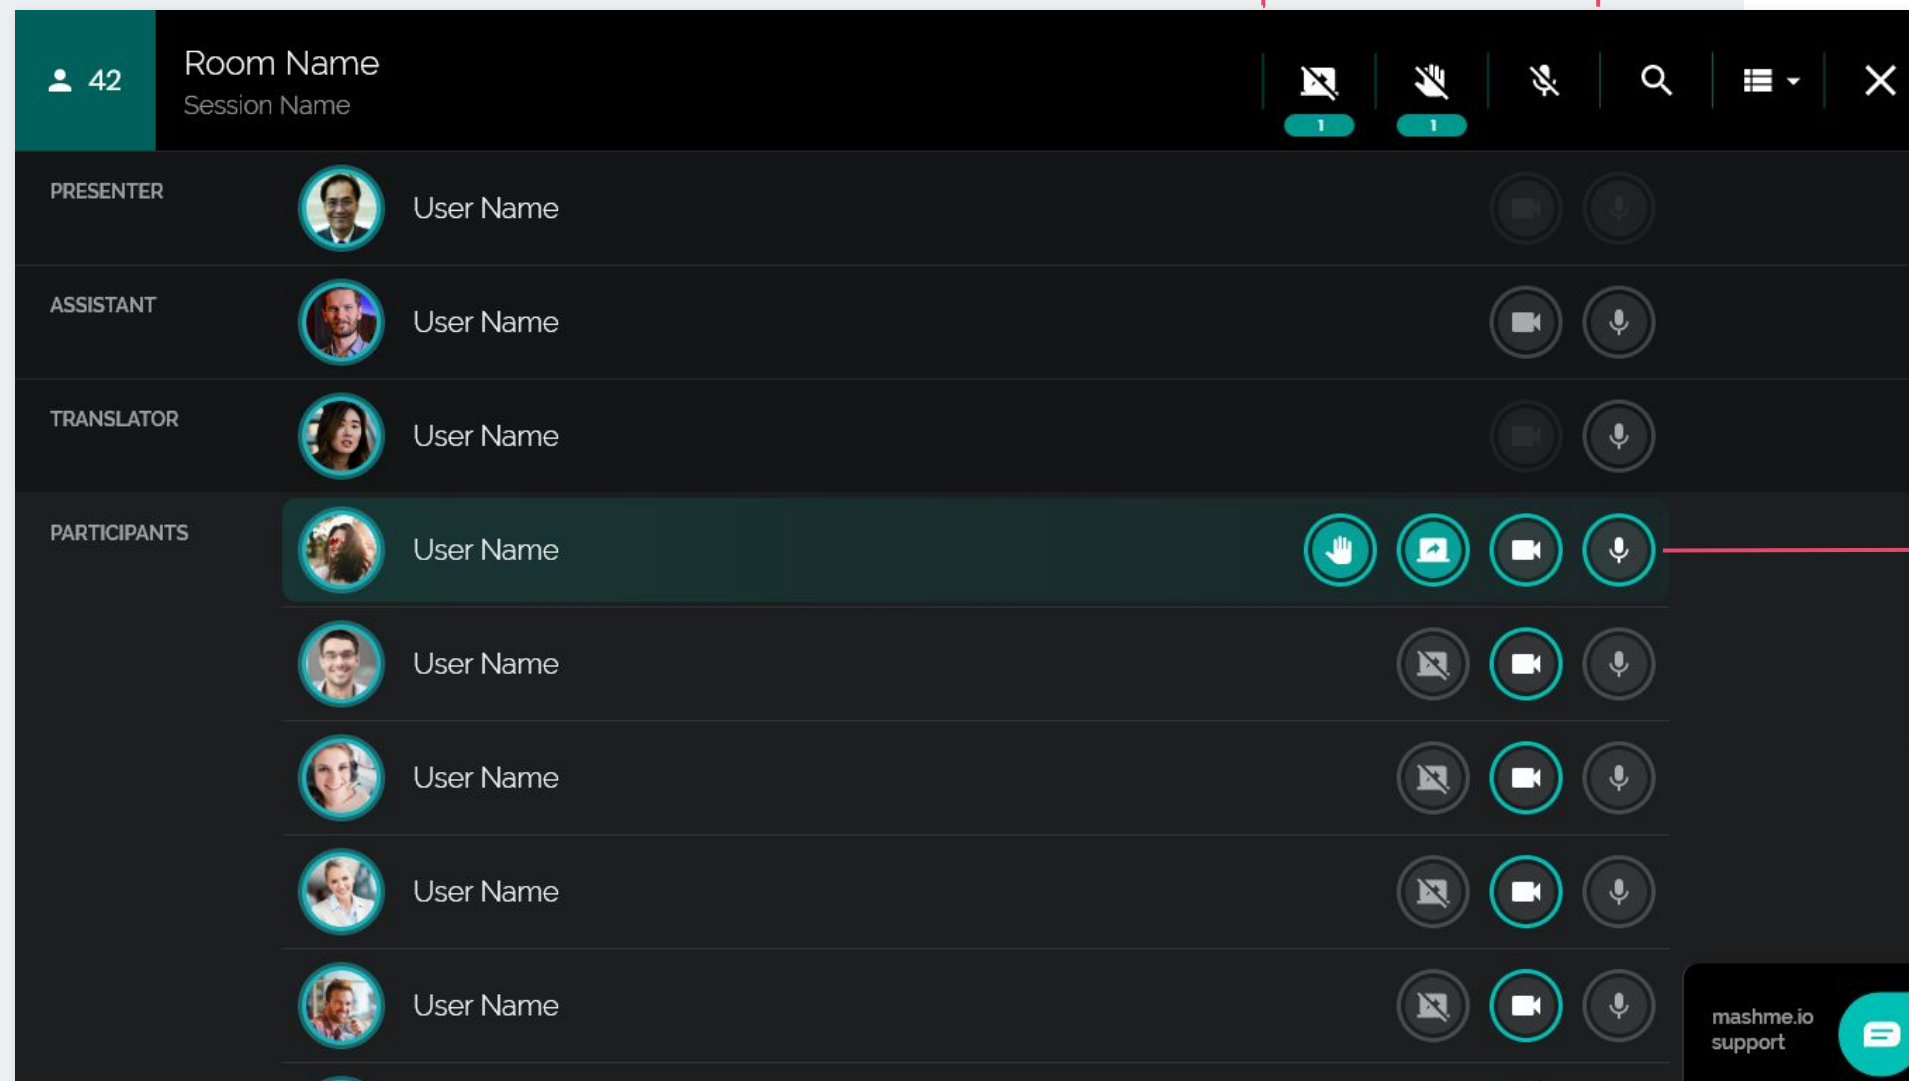 42
Room Name
Session Name
1
1
PRESENTER
User Name
ASSISTANT
User Name
TRANSLATOR
User Name
PARTICIPANTS
User Name
User Name
User Name
User Name
User Name
mashme.io
support